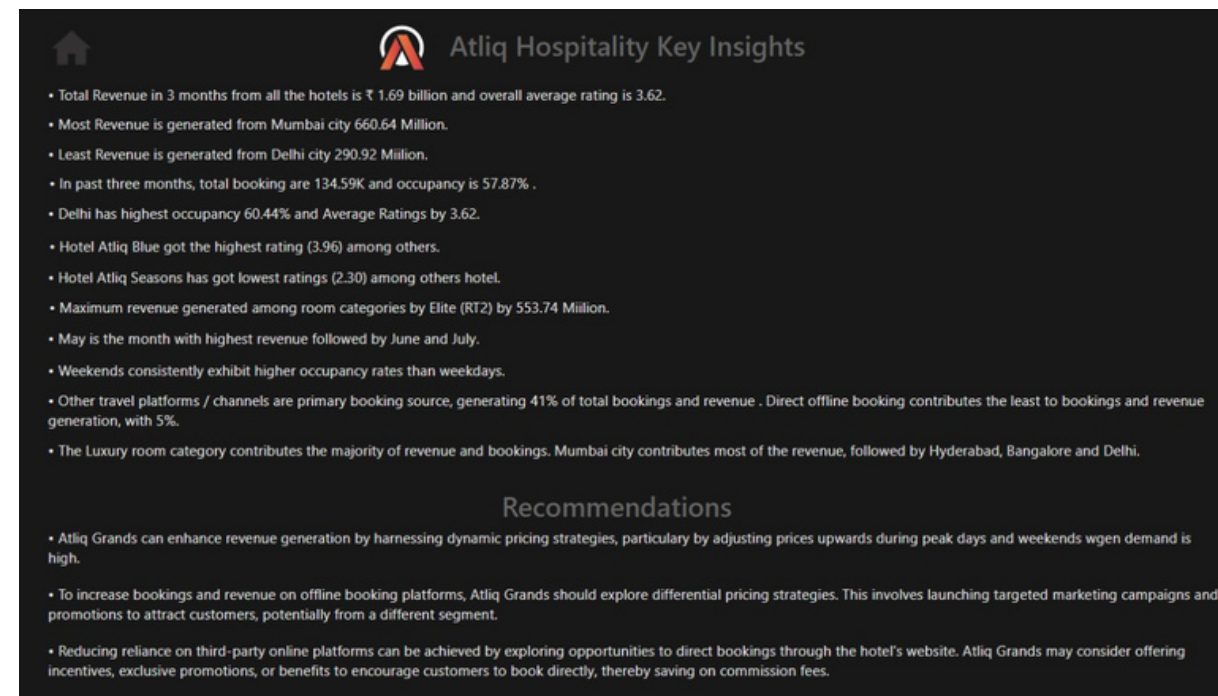 Atliq Hospitality Key Insights
• Total Revenue in 3 months from all the hotels is ₹ 1.69 billion and overall average rating is 3.62.
• Most Revenue is generated from Mumbai city 660.64 Million.
• Least Revenue is generated from Delhi city 290.92 Miilion.
• In past three months, total booking are 134.59K and occupancy is 57.87% .
• Delhi has highest occupancy 60.44% and Average Ratings by 3.62.
• Hotel Atliq Blue got the highest rating (3.96) among others.
• Hotel Atliq Seasons has got lowest ratings (2.30) among others hotel.
• Maximum revenue generated among room categories by Elite (RT2) by 553.74 Miilion.
• May is the month with highest revenue followed by June and July.
• Weekends consistently exhibit higher occupancy rates than weekdays.
• Other travel platforms / channels are primary booking source, generating 41% of total bookings and revenue . Direct offline booking contributes the least to bookings and revenue
generation, with 5%.
• The Luxury room category contributes the majority of revenue and bookings. Mumbai city contributes most of the revenue, followed by Hyderabad, Bangalore and Delhi.
Recommendations
• Atliq Grands can enhance revenue generation by harnessing dynamic pricing strategies, particulary by adjusting prices upwards during peak days and weekends wgen demand is
high.
• To increase bookings and revenue on offline booking platforms, Atliq Grands should explore differential pricing strategies. This involves launching targeted marketing campaigns and
promotions to attract customers, potentially from a different segment.
• Reducing reliance on third-party online platforms can be achieved by exploring opportunities to direct bookings through the hotel's website. Atliq Grands may consider offering
incentives, exclusive promotions, or benefits to encourage customers to book directly, thereby saving on commission fees.